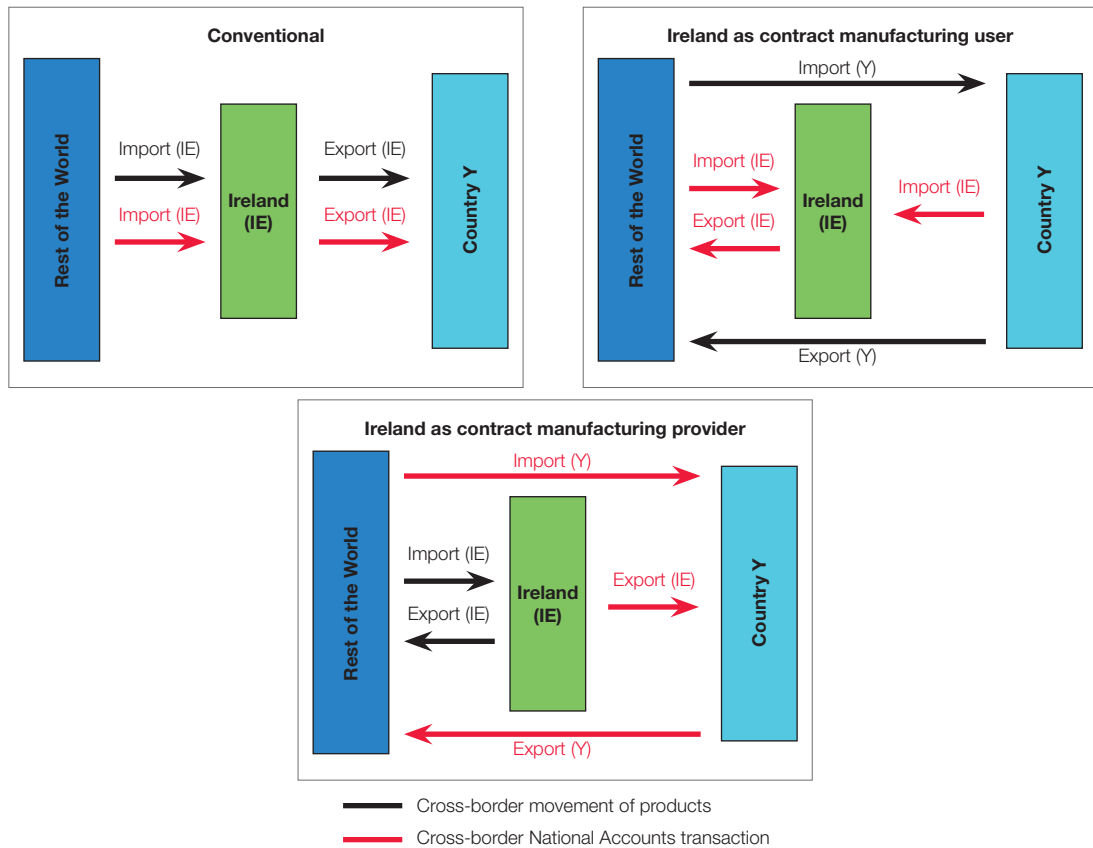 Conventional
Rest of the World
Import (IE)
Import (IE)
Ireland
(IE)
Export (IE)
Export (IE)
Country Y
Ireland as contract manufacturing user
Import (Y)
Rest of the World
Import (IE)
Export (IE)
Ireland
(IE)
Import (IE)
Country Y
Export (Y)
Ireland as contract manufacturing provider
Import (Y)
Rest of the World
Import (IE)
Export (IE)
Ireland
(IE)
Export (IE)
Country Y
Export (Y)
Cross-border movement of products
Cross-border National Accounts transaction